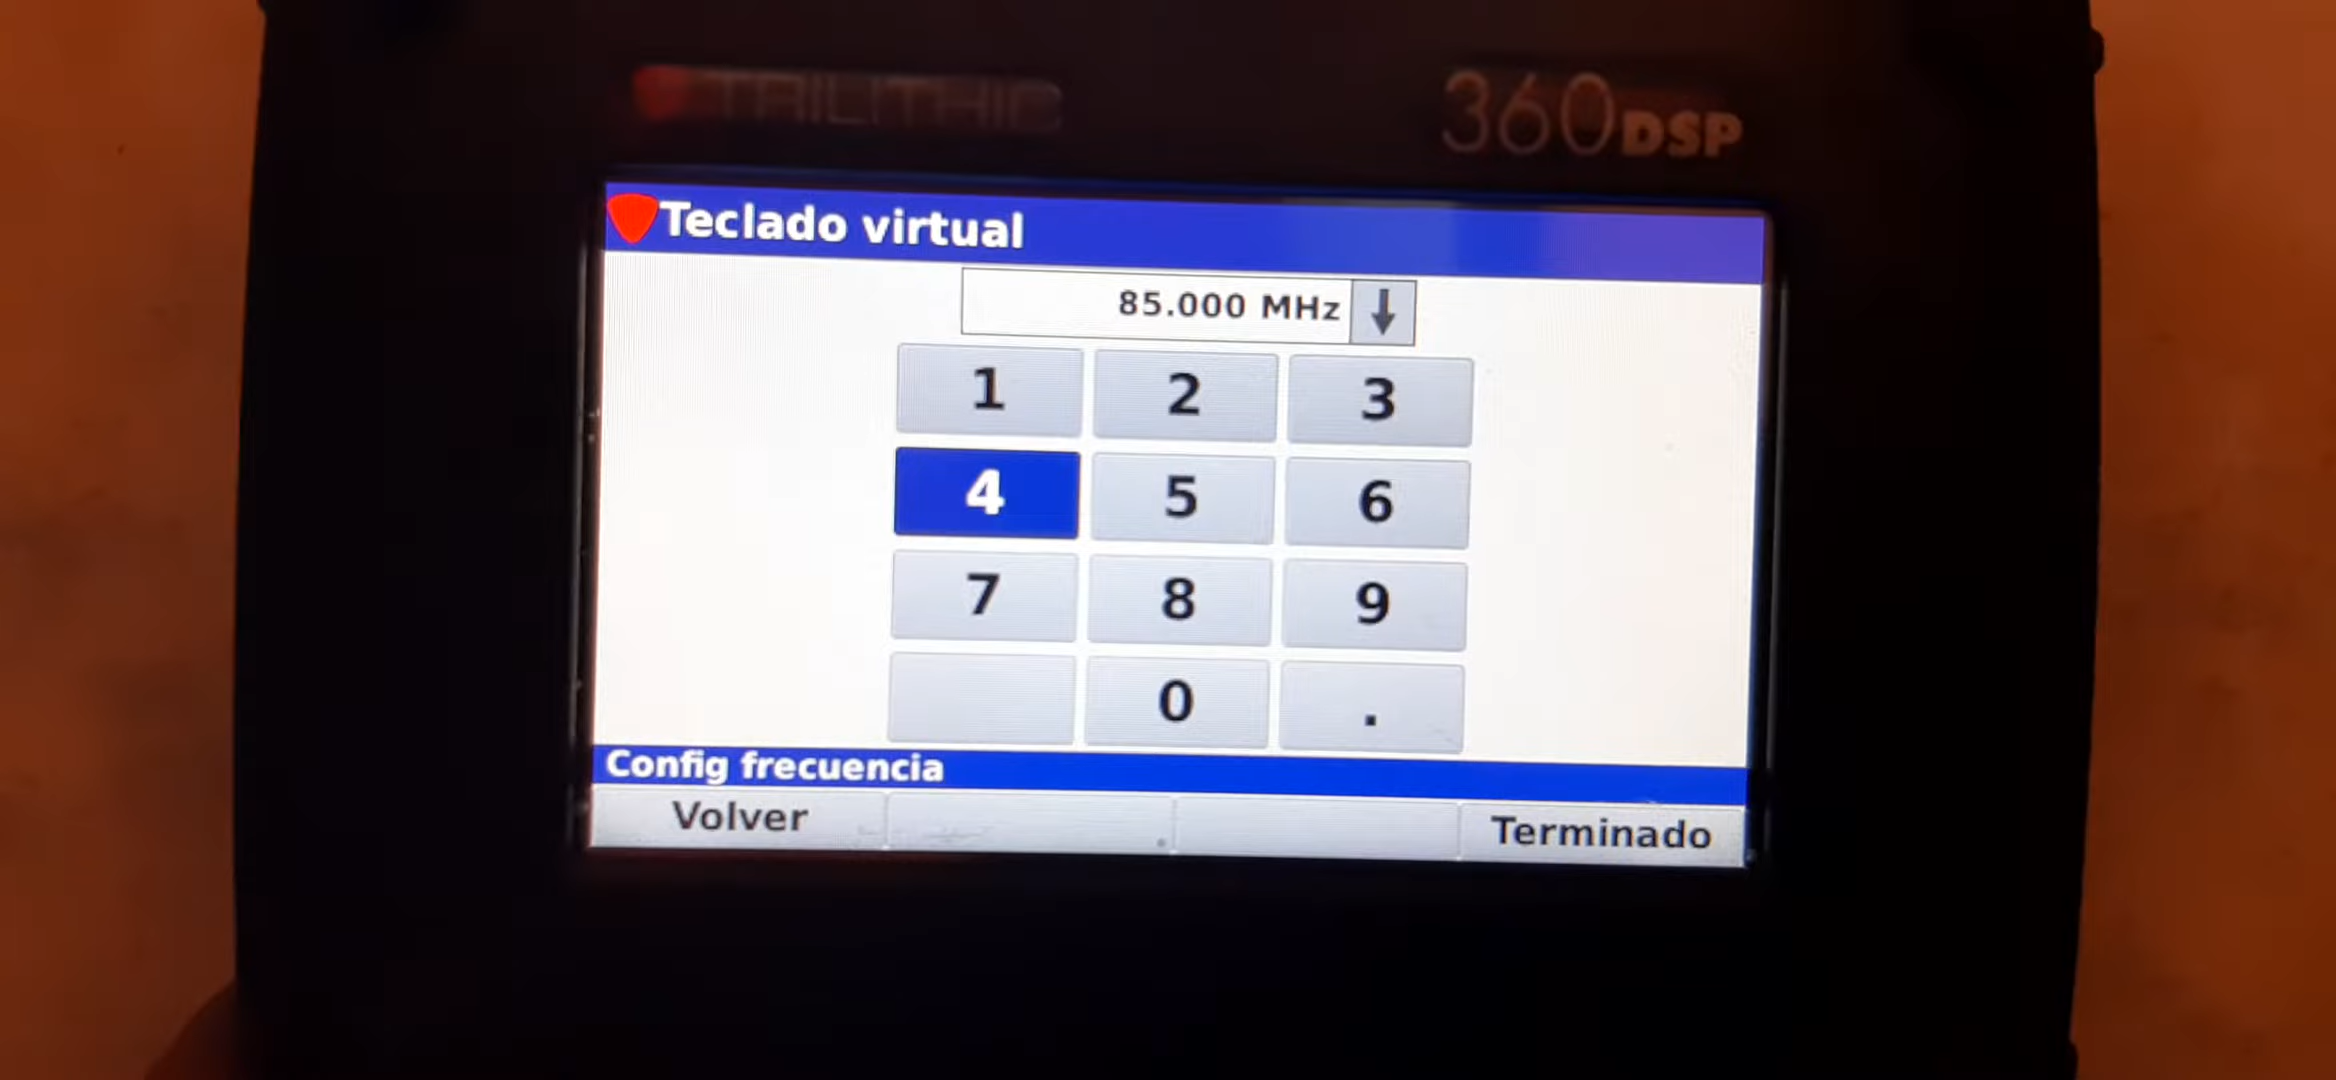 TRILITHIC 360DSP
Teclado virtual
85.000 MHz
1 2 3
4 5 6
7 8 9
0 .
Config frecuencia
Volver Terminado